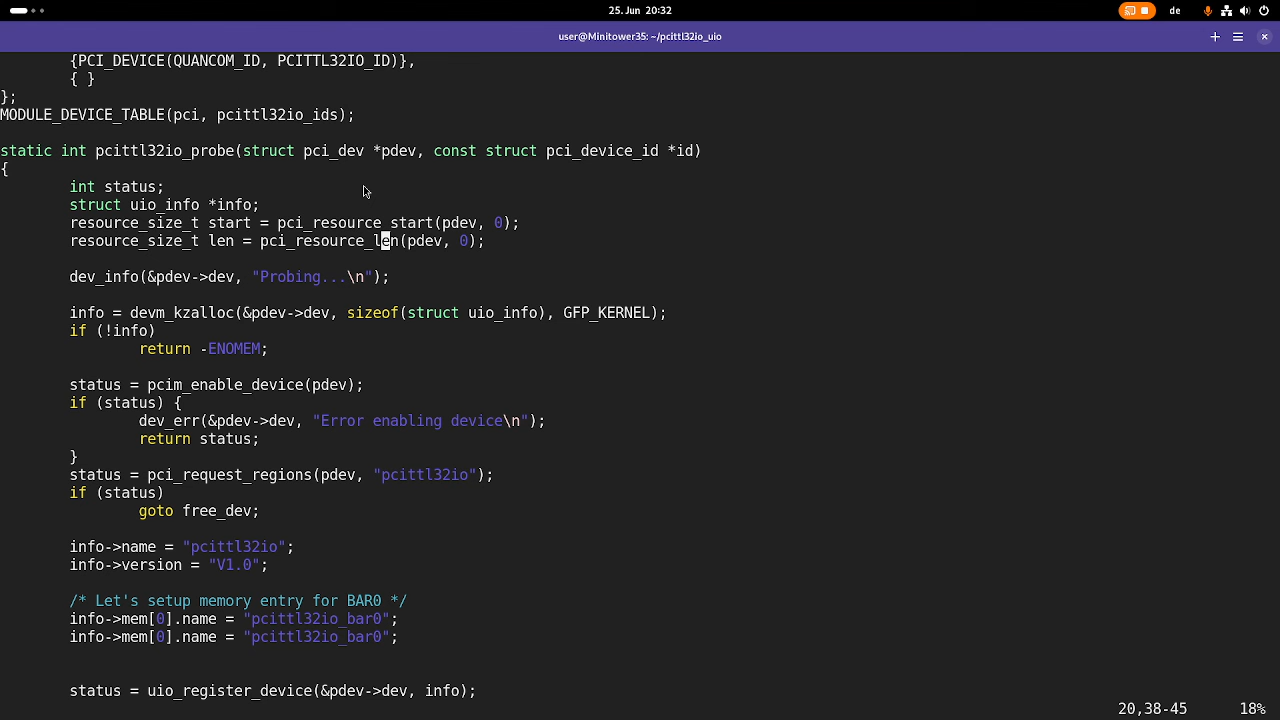 25. Jun 20:32
de
user@Minitower35: ~/pcittl32io_uio
        {PCI_DEVICE(QUANCOM_ID, PCITTL32IO_ID)},
        { }
};
MODULE_DEVICE_TABLE(pci, pcittl32io_ids);
static int pcittl32io_probe(struct pci_dev *pdev, const struct pci_device_id *id)
{
        int status;
        struct uio_info *info;
        resource_size_t start = pci_resource_start(pdev, 0);
        resource_size_t len = pci_resource_len(pdev, 0);
        dev_info(&pdev->dev, "Probing...\n");
        info = devm_kzalloc(&pdev->dev, sizeof(struct uio_info), GFP_KERNEL);
        if (!info)
                return -ENOMEM;
        status = pcim_enable_device(pdev);
        if (status) {
                dev_err(&pdev->dev, "Error enabling device\n");
                return status;
        }
        status = pci_request_regions(pdev, "pcittl32io");
        if (status)
                goto free_dev;
        info->name = "pcittl32io";
        info->version = "V1.0";
        /* Let's setup memory entry for BAR0 */
        info->mem[0].name = "pcittl32io_bar0";
        info->mem[0].name = "pcittl32io_bar0";
        status = uio_register_device(&pdev->dev, info);
20,38-45 18%